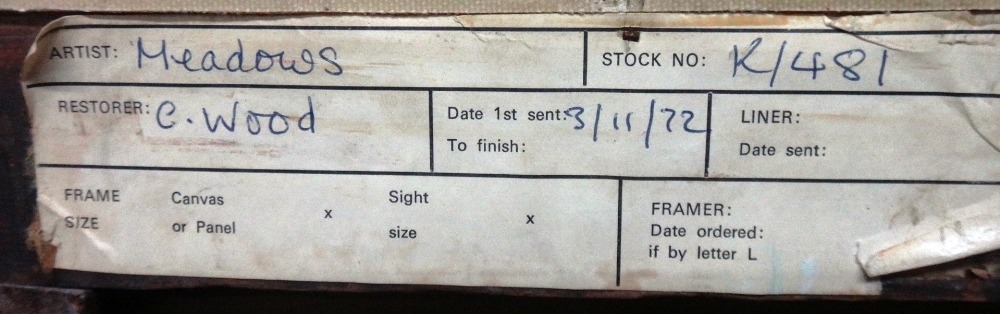 ARTIST: Meadows STOCK NO: K/481
RESTORER: C. Wood Date 1st sent: 3/11/72 LINER:
To finish: Date sent:
FRAME Canvas x Sight x FRAMER:
SIZE or Panel size Date ordered:
if by letter L